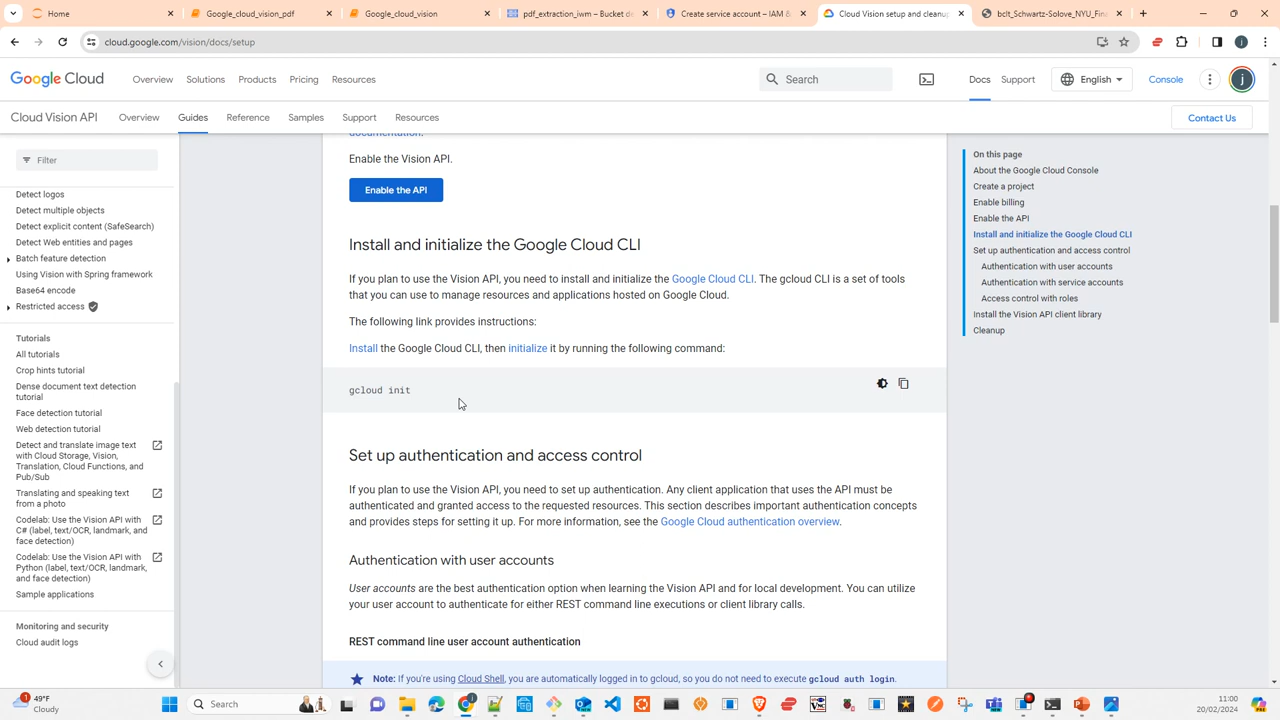 Home
Google_cloud_vision_pdf
Google_cloud_vision
pdf_extraction_iwm – Bucket de
Create service account – IAM &
Cloud Vision setup and cleanup
bclt_Schwartz-Solove_NYU_Fina
cloud.google.com/vision/docs/setup
j
Google Cloud
Overview
Solutions
Products
Pricing
Resources
Search
Docs
Support
English
Console
j
Cloud Vision API
Overview
Guides
Reference
Samples
Support
Resources
Contact Us
Filter
Detect logos
Detect multiple objects
Detect explicit content (SafeSearch)
Detect Web entities and pages
Batch feature detection
Using Vision with Spring framework
Base64 encode
Restricted access
Tutorials
All tutorials
Crop hints tutorial
Dense document text detection
tutorial
Face detection tutorial
Web detection tutorial
Detect and translate image text
with Cloud Storage, Vision,
Translation, Cloud Functions, and
Pub/Sub
Translating and speaking text
from a photo
Codelab: Use the Vision API with
C# (label, text/OCR, landmark, and
face detection)
Codelab: Use the Vision API with
Python (label, text/OCR, landmark,
and face detection)
Sample applications
Monitoring and security
Cloud audit logs
documentation.
Enable the Vision API.
Enable the API
Install and initialize the Google Cloud CLI
If you plan to use the Vision API, you need to install and initialize the Google Cloud CLI. The gcloud CLI is a set of tools
that you can use to manage resources and applications hosted on Google Cloud.
The following link provides instructions:
Install the Google Cloud CLI, then initialize it by running the following command:
gcloud init
Set up authentication and access control
If you plan to use the Vision API, you need to set up authentication. Any client application that uses the API must be
authenticated and granted access to the requested resources. This section describes important authentication concepts
and provides steps for setting it up. For more information, see the Google Cloud authentication overview.
Authentication with user accounts
User accounts are the best authentication option when learning the Vision API and for local development. You can utilize
your user account to authenticate for either REST command line executions or client library calls.
REST command line user account authentication
Note: If you're using Cloud Shell, you are automatically logged in to gcloud, so you do not need to execute gcloud auth login.
On this page
About the Google Cloud Console
Create a project
Enable billing
Enable the API
Install and initialize the Google Cloud CLI
Set up authentication and access control
Authentication with user accounts
Authentication with service accounts
Access control with roles
Install the Vision API client library
Cleanup
1
49°F
Cloudy
Search
11:00
20/02/2024